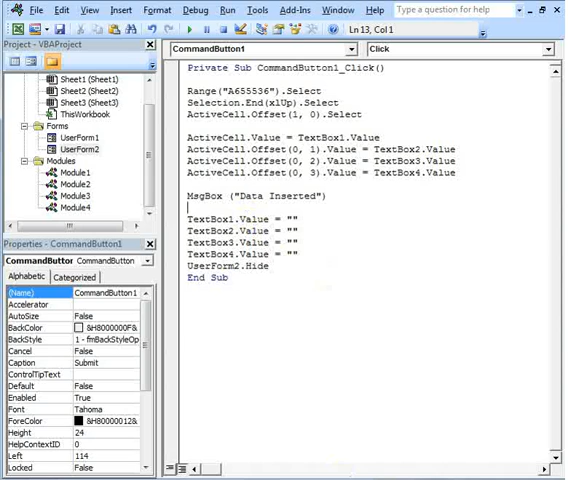 File Edit View Insert Format Debug Run Tools Add-Ins Window Help Type a question for help
Ln 13, Col 1
Project - VBAProject
Sheet1 (Sheet1)
Sheet2 (Sheet2)
Sheet3 (Sheet3)
ThisWorkbook
Forms
UserForm1
UserForm2
Modules
Module1
Module2
Module3
Module4
Properties - CommandButton1
CommandButtor CommandButton
Alphabetic Categorized
(Name) CommandButton1
Accelerator
AutoSize False
BackColor &H8000000F&
BackStyle 1 - fmBackStyleOp
Cancel False
Caption Submit
ControlTipText
Default False
Enabled True
Font Tahoma
ForeColor &H80000012&
Height 24
HelpContextID 0
Left 114
Locked False
CommandButton1 Click
Private Sub CommandButton1_Click()
Range("A655536").Select
Selection.End(xlUp).Select
ActiveCell.Offset(1, 0).Select
ActiveCell.Value = TextBox1.Value
ActiveCell.Offset(0, 1).Value = TextBox2.Value
ActiveCell.Offset(0, 2).Value = TextBox3.Value
ActiveCell.Offset(0, 3).Value = TextBox4.Value
MsgBox ("Data Inserted")
TextBox1.Value = ""
TextBox2.Value = ""
TextBox3.Value = ""
TextBox4.Value = ""
UserForm2.Hide
End Sub